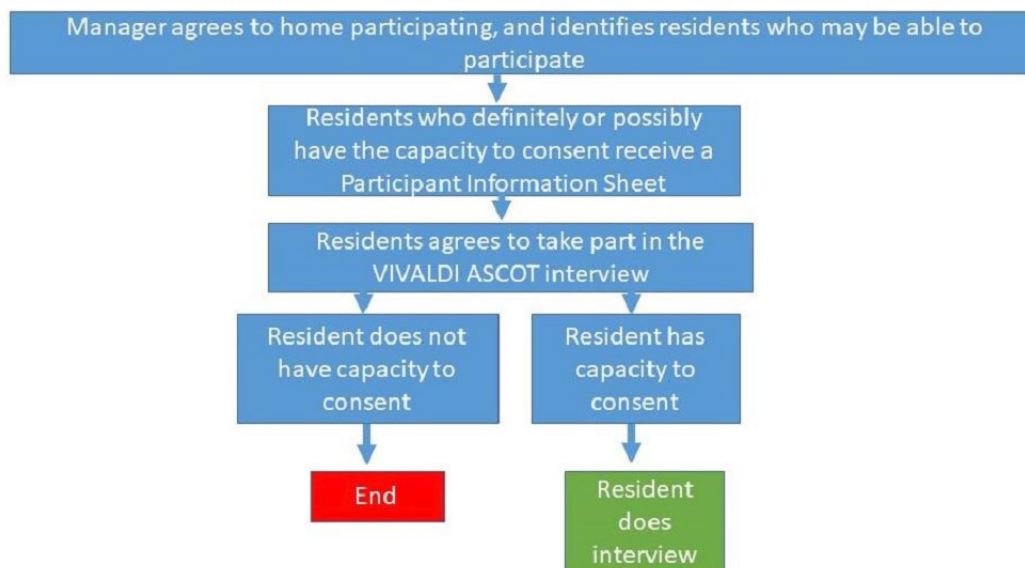 Manager agrees to home participating, and identifies residents who may be able to
participate
Residents who definitely or possibly
have the capacity to consent receive a
Participant Information Sheet
Residents agrees to take part in the
VIVALDI ASCOT interview
Resident does not
have capacity to
consent
Resident has
capacity to
consent
End
Resident
does
interview